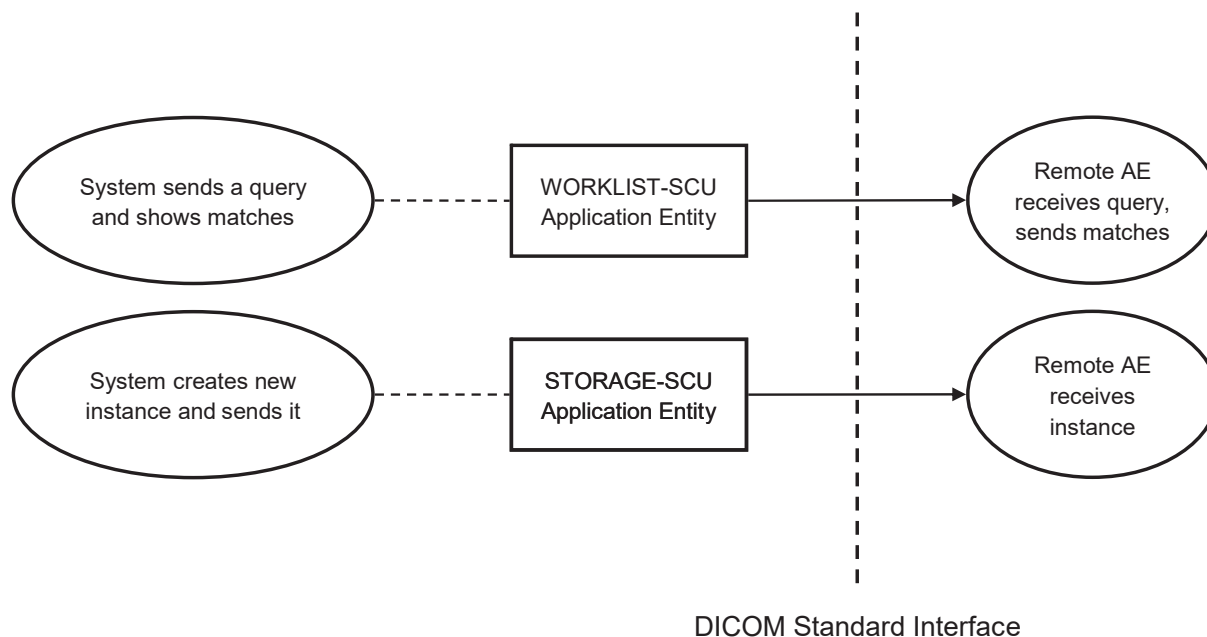 System sends a query
and shows matches
WORKLIST-SCU
Application Entity
Remote AE
receives query,
sends matches
System creates new
instance and sends it
STORAGE-SCU
Application Entity
Remote AE
receives
instance
DICOM Standard Interface